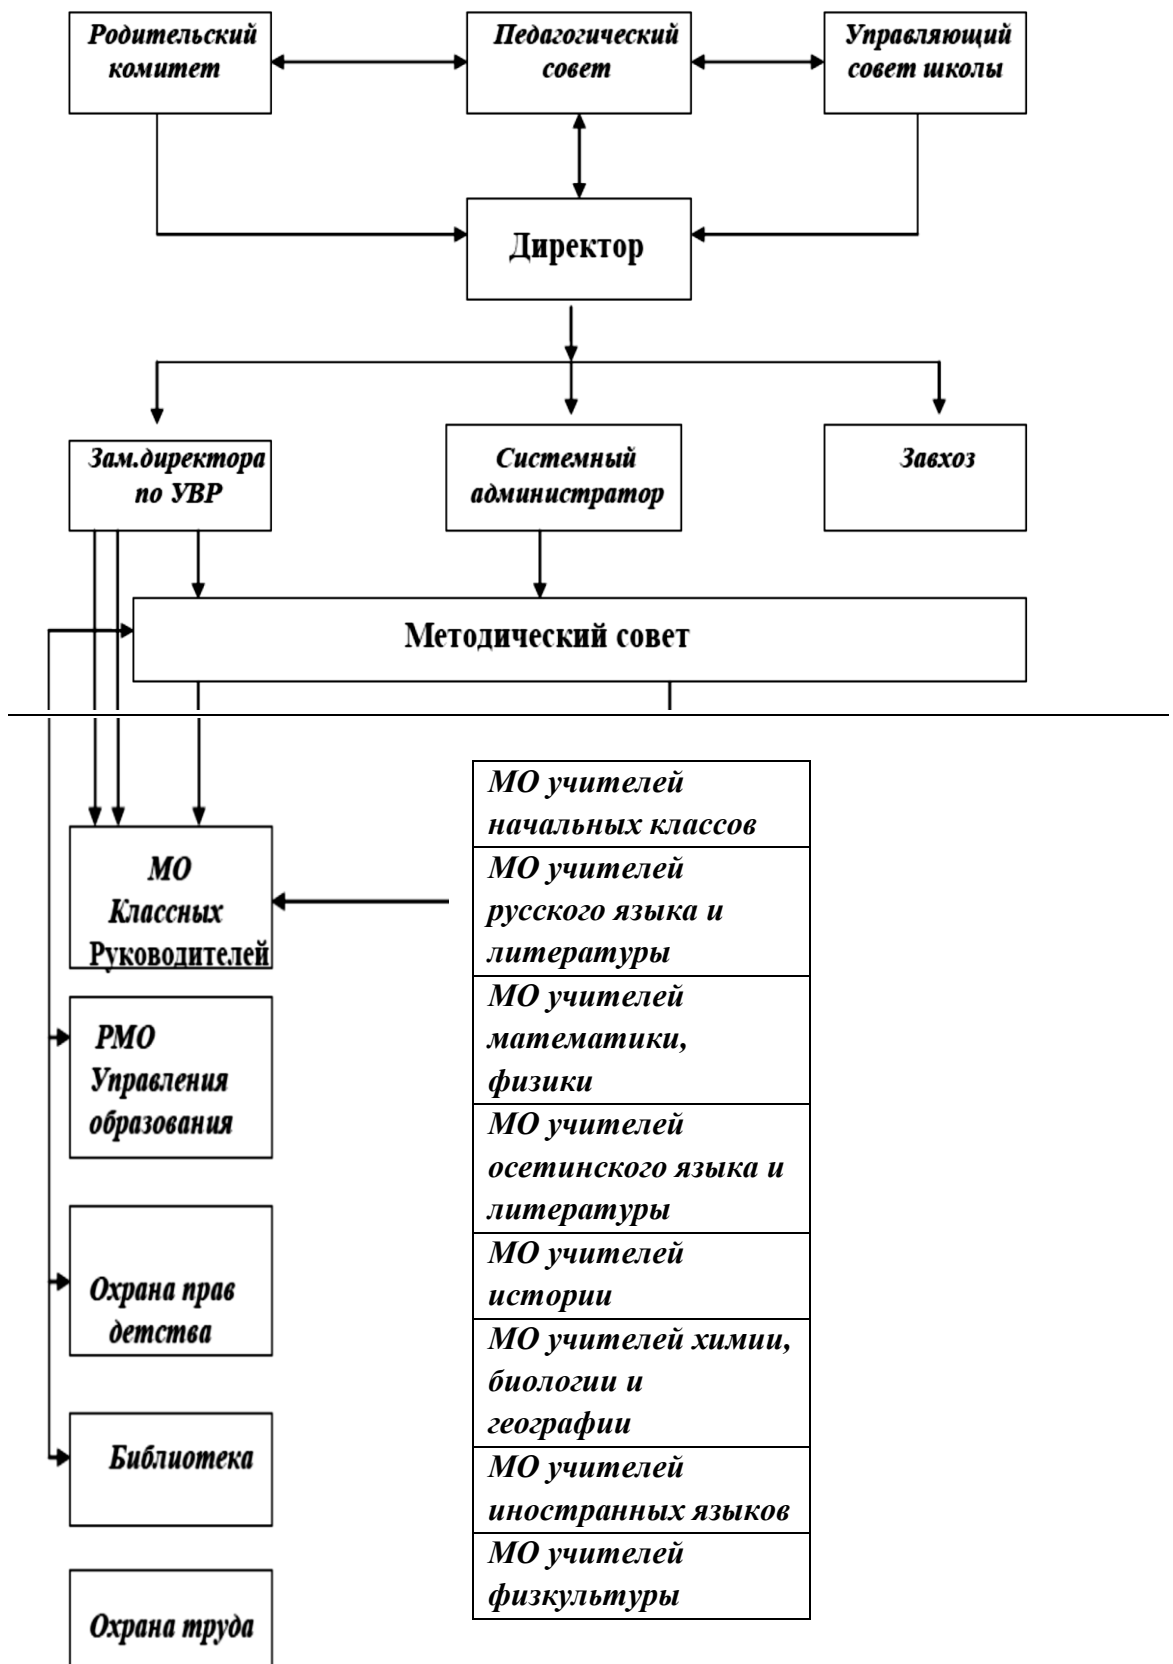 Родительский
комитет
Педагогический
совет
Управляющий
совет школы
Директор
Зам.директора
по УВР
Системный
администратор
Завхоз
Методический совет
МО
Классных
Руководителей
РМО
Управления
образования
Охрана прав
детства
Библиотека
Охрана труда
МО учителей
начальных классов
МО учителей
русского языка и
литературы
МО учителей
математики,
физики
МО учителей
осетинского языка и
литературы
МО учителей
истории
МО учителей химии,
биологии и
географии
МО учителей
иностранных языков
МО учителей
физкультуры